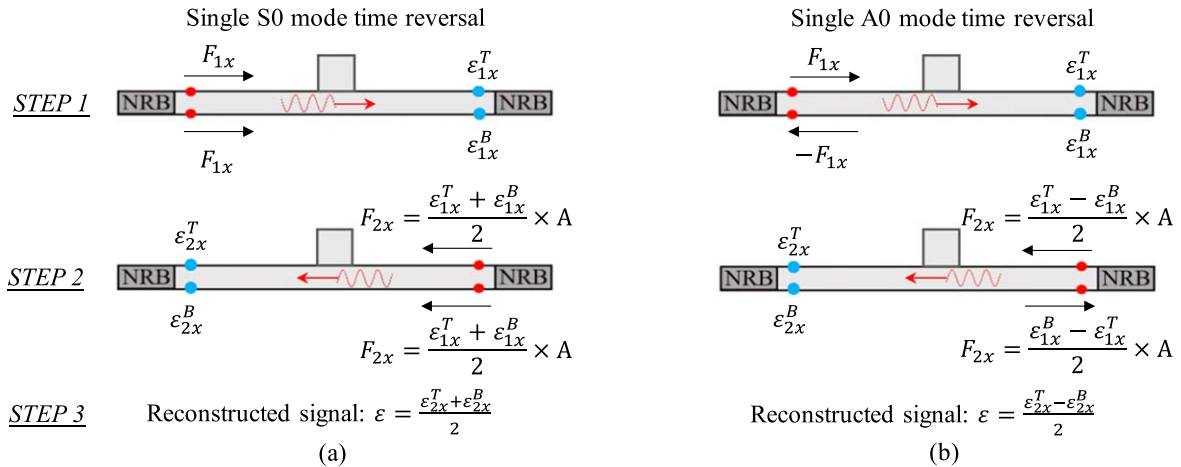 Single S0 mode time reversal
Single A0 mode time reversal
STEP 1
F₁ₓ
ε₁ₓᵀ
NRB
NRB
F₁ₓ
ε₁ₓᴮ
F₁ₓ
ε₁ₓᵀ
NRB
NRB
−F₁ₓ
ε₁ₓᴮ
STEP 2
F₂ₓ = (ε₁ₓᵀ + ε₁ₓᴮ)/2 × A
ε₂ₓᵀ
NRB
NRB
ε₂ₓᴮ
F₂ₓ = (ε₁ₓᵀ + ε₁ₓᴮ)/2 × A
F₂ₓ = (ε₁ₓᵀ − ε₁ₓᴮ)/2 × A
ε₂ₓᵀ
NRB
NRB
ε₂ₓᴮ
F₂ₓ = (ε₁ₓᴮ − ε₁ₓᵀ)/2 × A
STEP 3
Reconstructed signal: ε = (ε₂ₓᵀ+ε₂ₓᴮ)/2
Reconstructed signal: ε = (ε₂ₓᵀ−ε₂ₓᴮ)/2
(a)
(b)